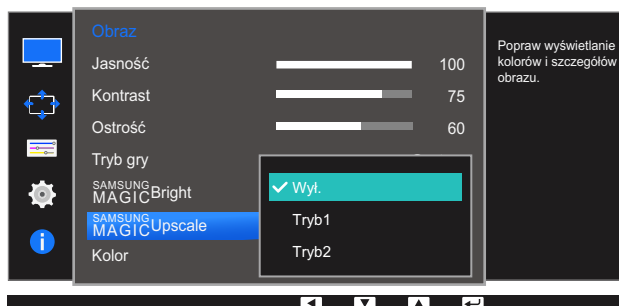 Obraz
Jasność 100
Kontrast 75
Ostrość 60
Tryb gry
SAMSUNG MAGIC Bright
SAMSUNG MAGIC Upscale
Kolor
Wył.
Tryb1
Tryb2
Popraw wyświetlanie
kolorów i szczegółów
obrazu.